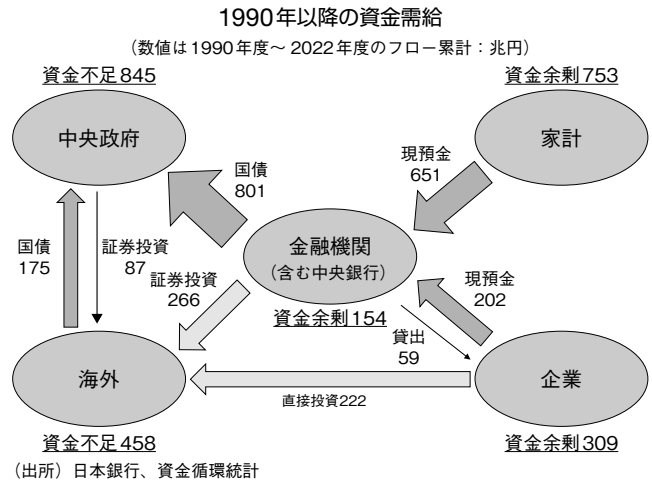 1990年以降の資金需給
（数値は1990年度～2022年度のフロー累計：兆円）
資金不足845
資金余剰753
中央政府
家計
国債
801
現預金
651
金融機関
（含む中央銀行）
国債
175
証券投資
87
証券投資
266
現預金
202
資金余剰154
貸出
59
海外
企業
直接投資222
資金不足458
資金余剰309
（出所）日本銀行、資金循環統計